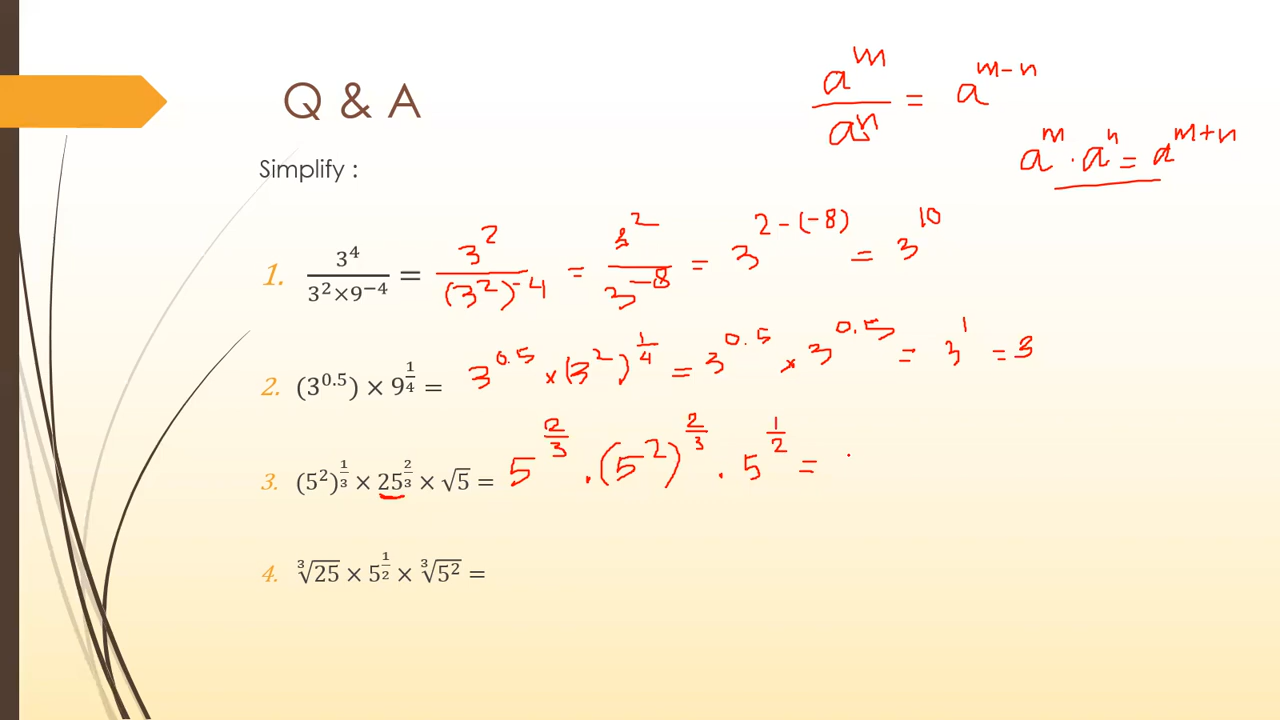 Q & A
a^m / a^n = a^(m-n)
a^m · a^n = a^(m+n)
Simplify :
1. 3^4 / (3^2 × 9^-4) = 3^2 / (3^2)^-4 = 3^2 / 3^-8 = 3^(2-(-8)) = 3^10
2. (3^0.5) × 9^(1/4) = 3^0.5 × (3^2)^(1/4) = 3^0.5 × 3^0.5 = 3^1 = 3
3. (5^2)^(1/3) × 25^(2/3) × √5 = 5^(2/3) · (5^2)^(2/3) · 5^(1/2) =
4. ∛25 × 5^(1/2) × ∛(5^2) =